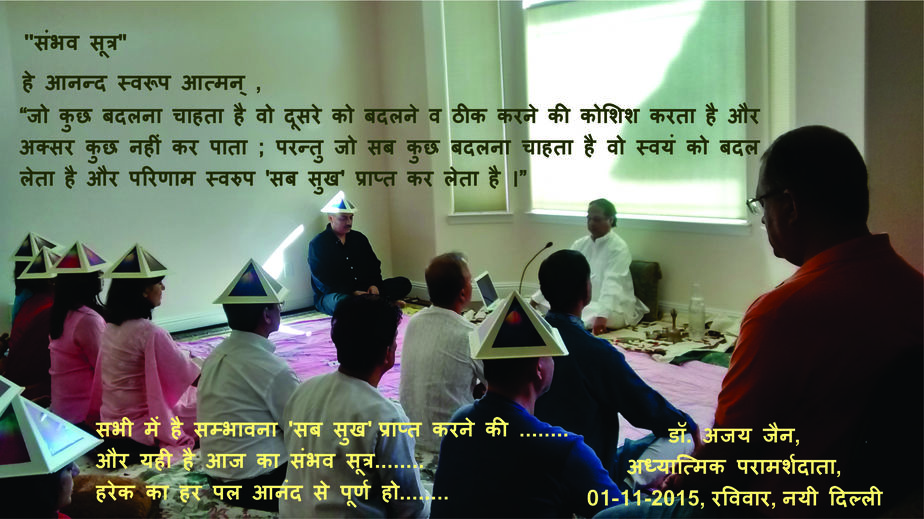 "संभव सूत्र"
हे आनन्द स्वरूप आत्मन् ,
“जो कुछ बदलना चाहता है वो दूसरे को बदलने व ठीक करने की कोशिश करता है और
अक्सर कुछ नहीं कर पाता ; परन्तु जो सब कुछ बदलना चाहता है वो स्वयं को बदल
लेता है और परिणाम स्वरुप 'सब सुख' प्राप्त कर लेता है ।”
सभी में है सम्भावना 'सब सुख' प्राप्त करने की ........
और यही है आज का संभव सूत्र........
हरेक का हर पल आनंद से पूर्ण हो........
डॉ. अजय जैन,
अध्यात्मिक परामर्शदाता,
01-11-2015, रविवार, नयी दिल्ली